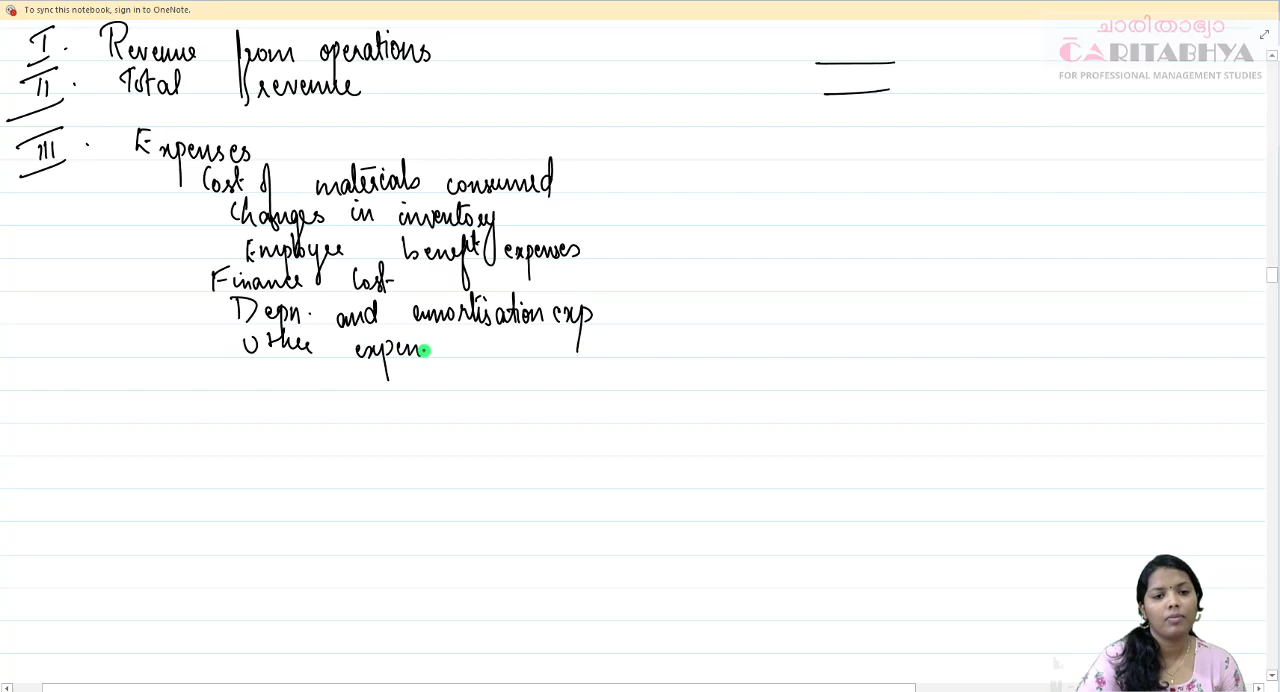 To sync this notebook, sign in to OneNote.
ചാരിതാഭ്യാ
CĀRITABHYA
FOR PROFESSIONAL MANAGEMENT STUDIES
I. Revenue from operations
II. Total revenue
III. Expenses
Cost of materials consumed
Changes in inventory
Employee benefit expenses
Finance Cost
Depn. and amortisation exp
Other expen